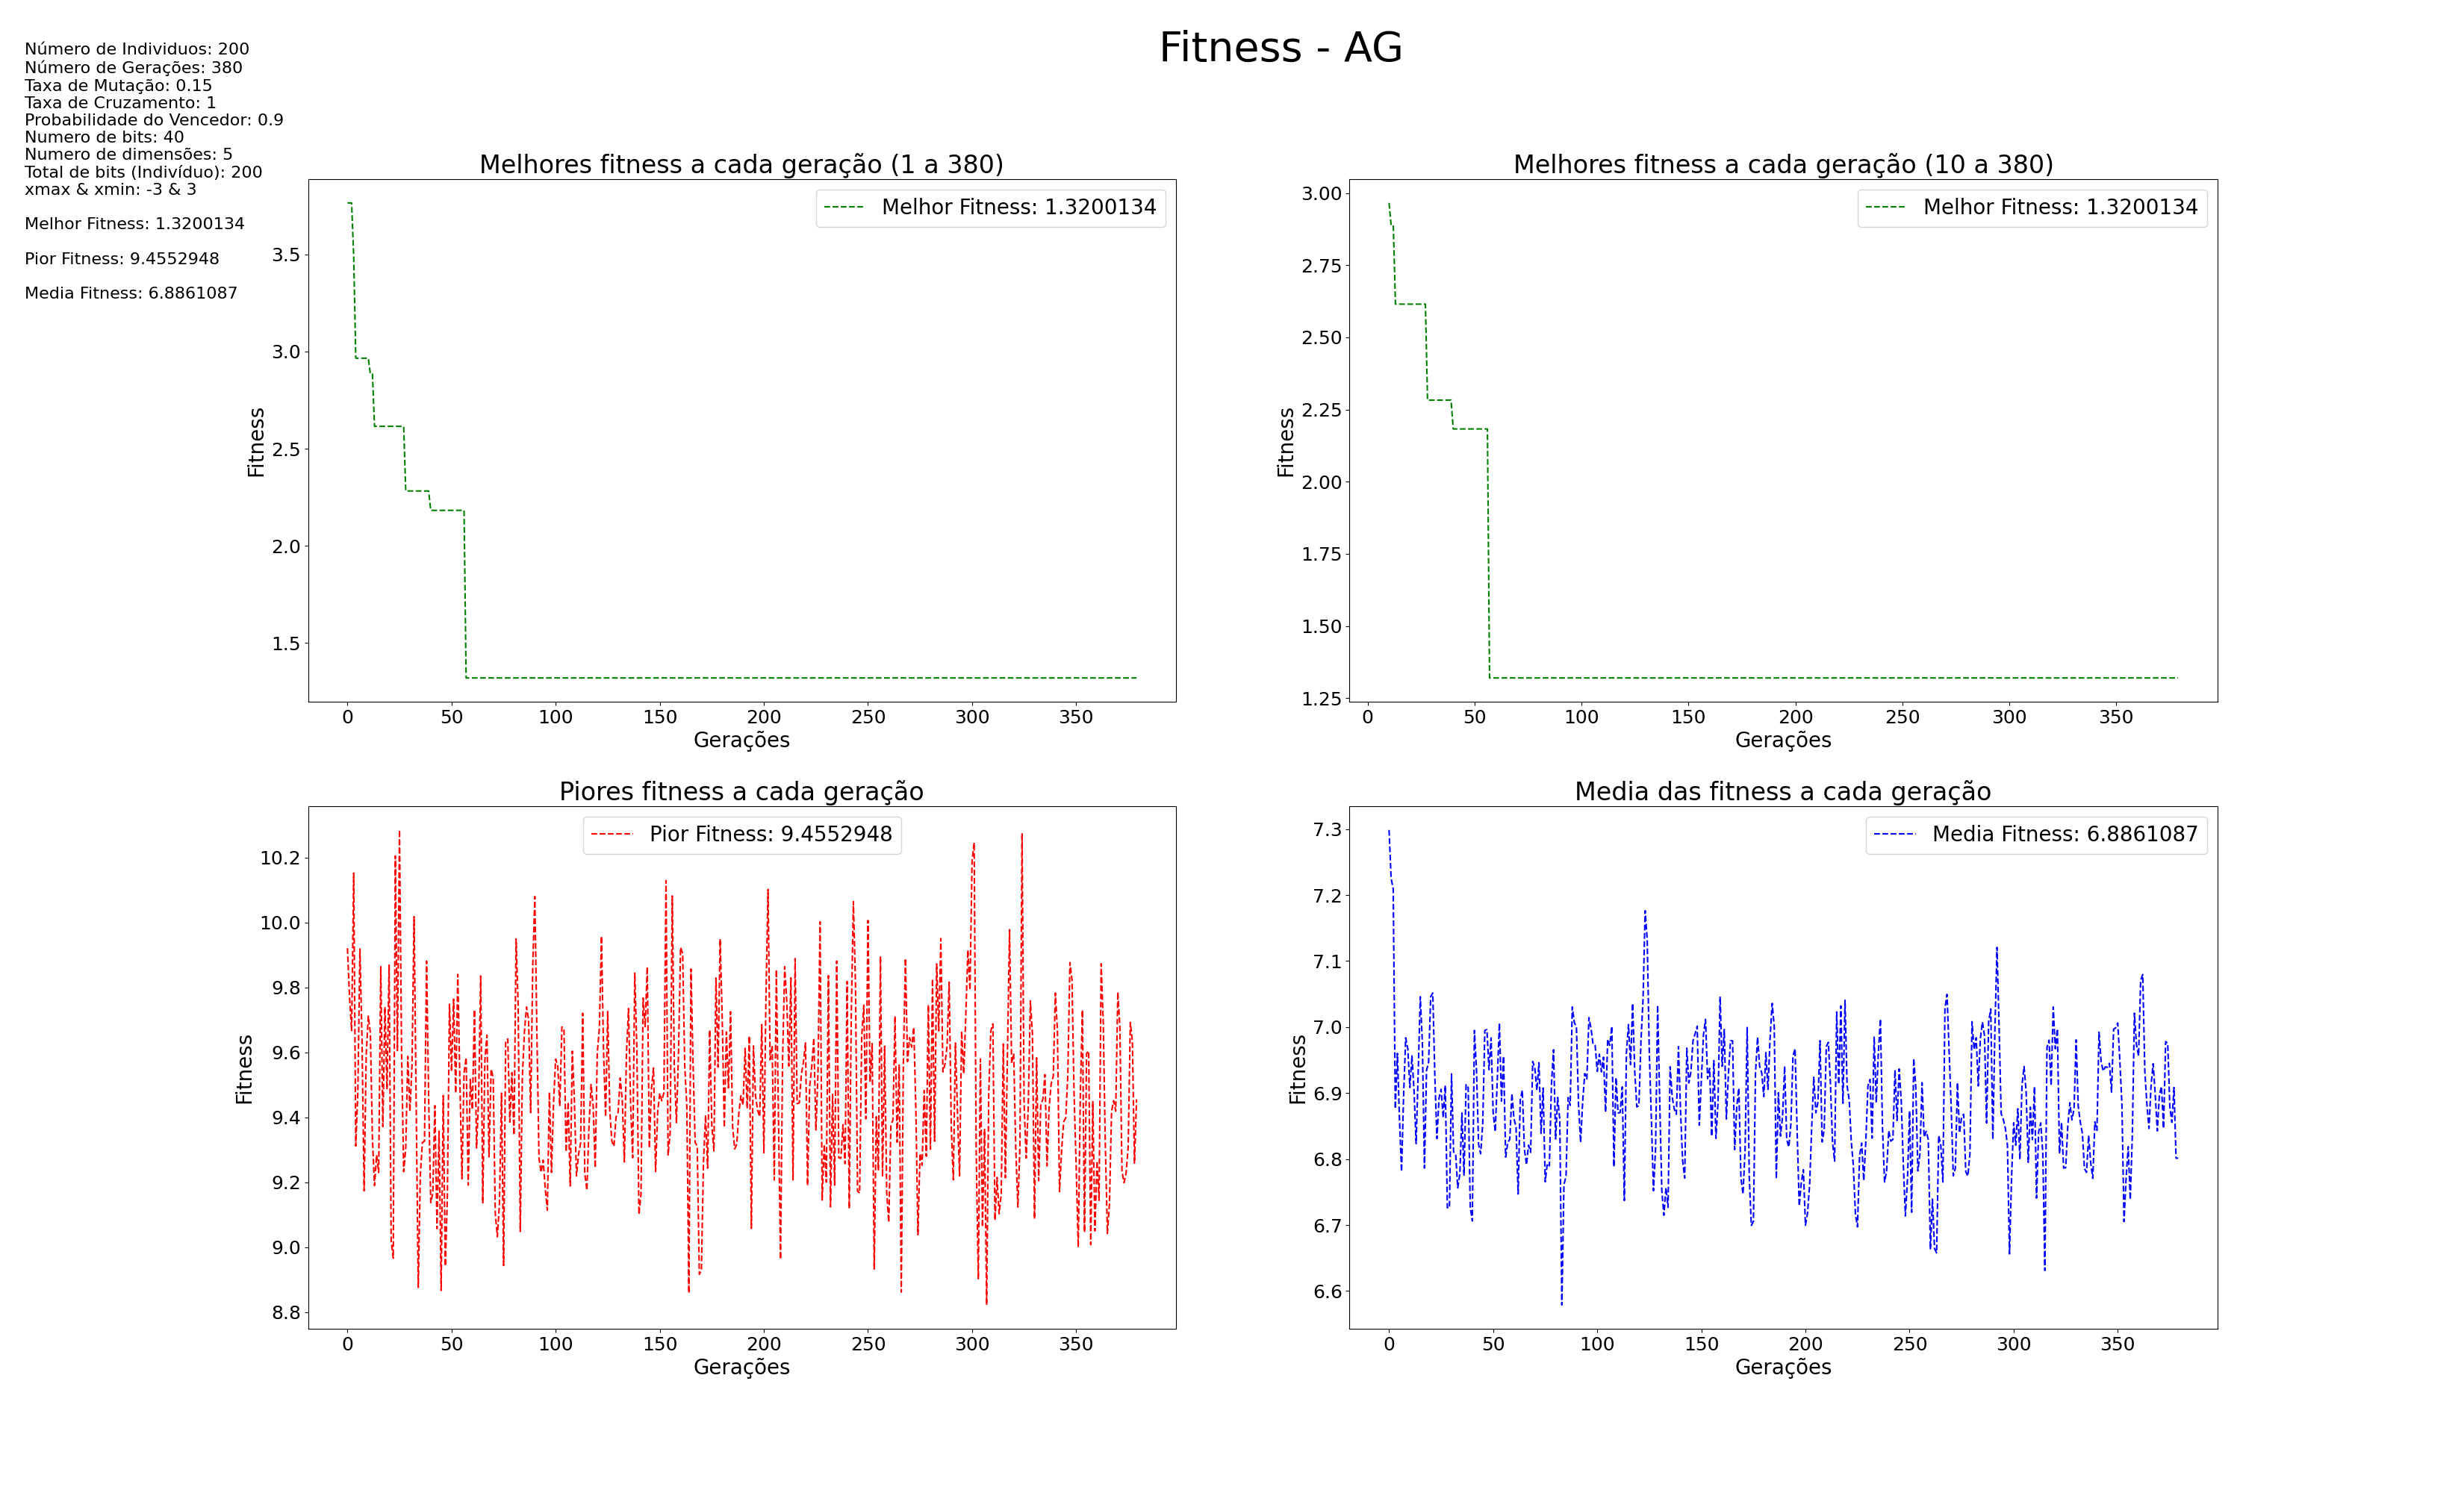 Fitness - AG
Número de Individuos: 200
Número de Gerações: 380
Taxa de Mutação: 0.15
Taxa de Cruzamento: 1
Probabilidade do Vencedor: 0.9
Numero de bits: 40
Numero de dimensões: 5
Total de bits (Indivíduo): 200
xmax & xmin: -3 & 3
Melhor Fitness: 1.3200134
Pior Fitness: 9.4552948
Media Fitness: 6.8861087
Melhores fitness a cada geração (1 a 380)
Melhor Fitness: 1.3200134
3.5
3.0
2.5
2.0
1.5
Fitness
0 50 100 150 200 250 300 350
Gerações
Melhores fitness a cada geração (10 a 380)
Melhor Fitness: 1.3200134
3.00
2.75
2.50
2.25
2.00
1.75
1.50
1.25
Fitness
0 50 100 150 200 250 300 350
Gerações
Piores fitness a cada geração
Pior Fitness: 9.4552948
10.2
10.0
9.8
9.6
9.4
9.2
9.0
8.8
Fitness
0 50 100 150 200 250 300 350
Gerações
Media das fitness a cada geração
Media Fitness: 6.8861087
7.3
7.2
7.1
7.0
6.9
6.8
6.7
6.6
Fitness
0 50 100 150 200 250 300 350
Gerações